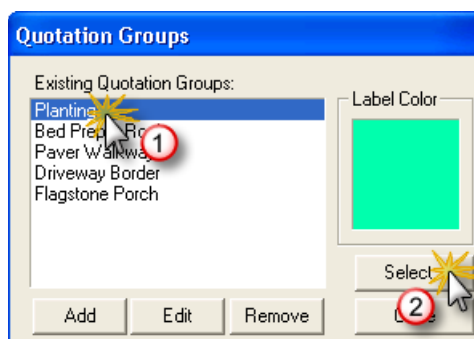 Quotation Groups
Existing Quotation Groups:
Label Color
Planting
Bed Prep
Paver Walkway
Driveway Border
Flagstone Porch
1
Select
2
Add
Edit
Remove